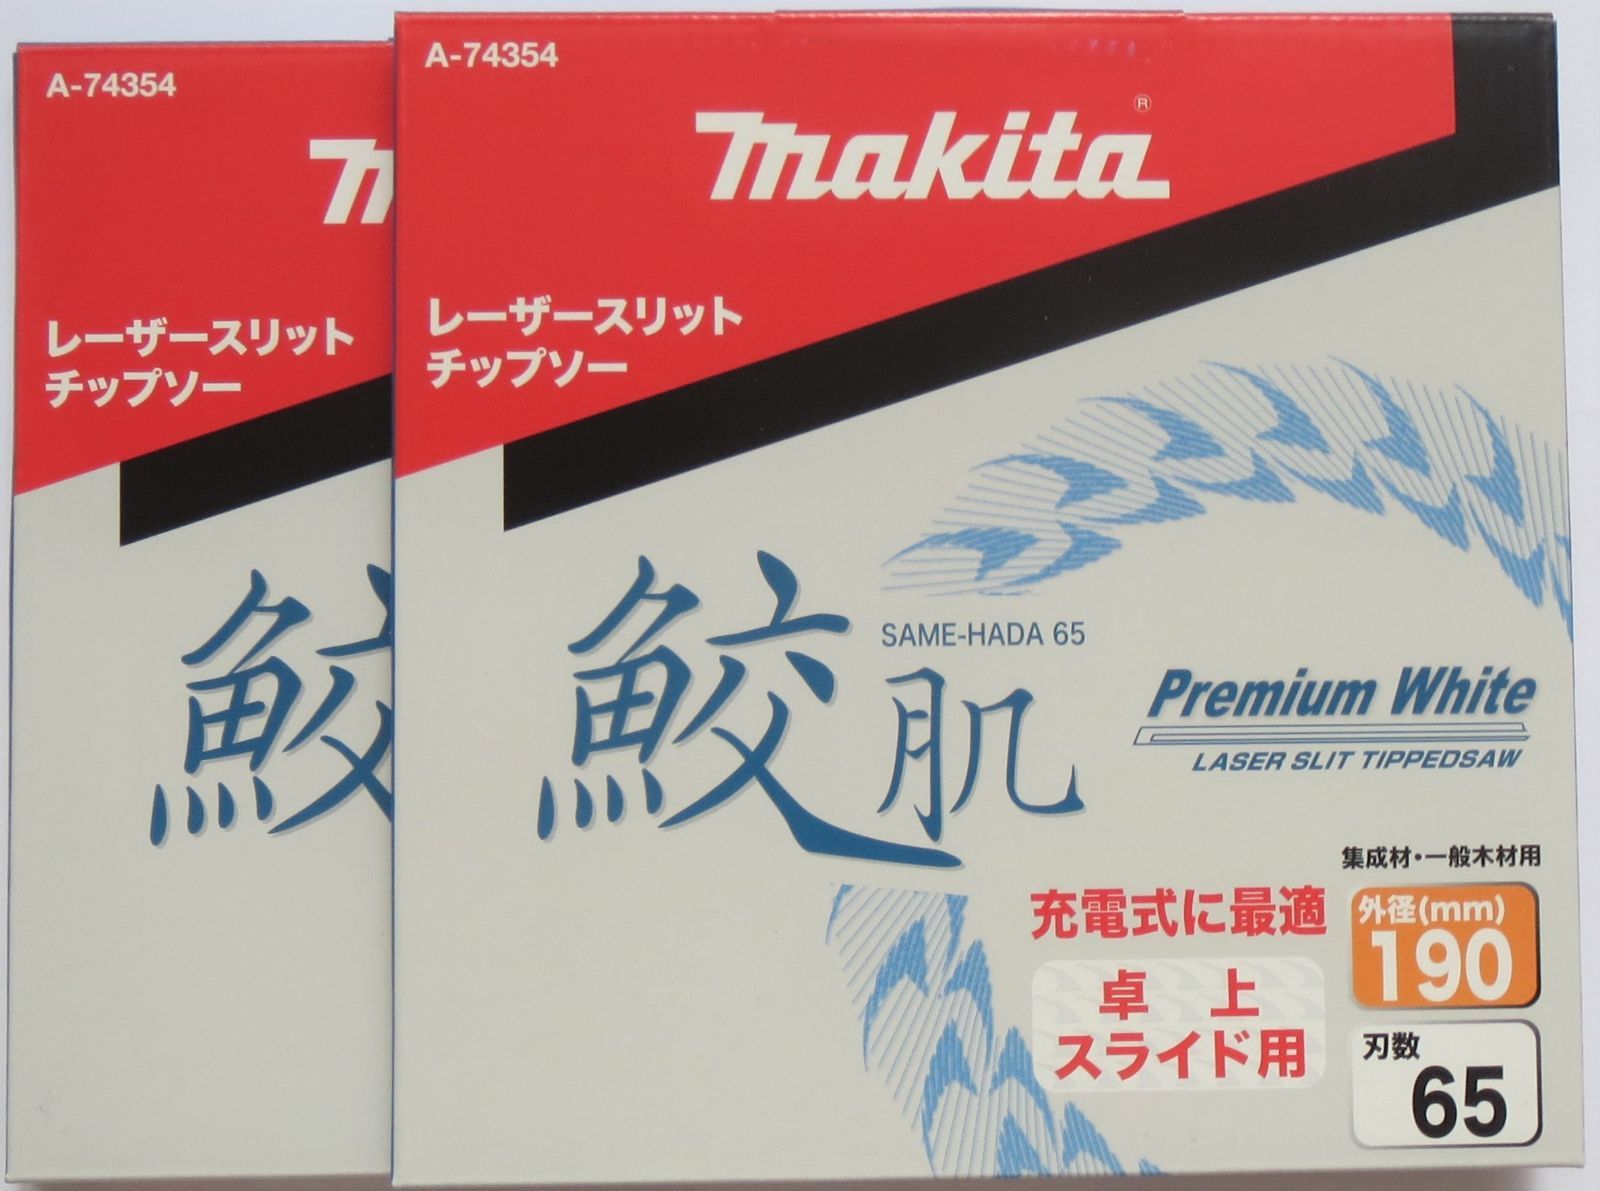 A-74354
レーザースリット
チップソー
A-74354
makita®
レーザースリット
チップソー
鮫肌
SAME-HADA 65
Premium White
LASER SLIT TIPPEDSAW
集成材・一般木材用
充電式に最適
卓上
スライド用
外径(mm)
190
刃数
65